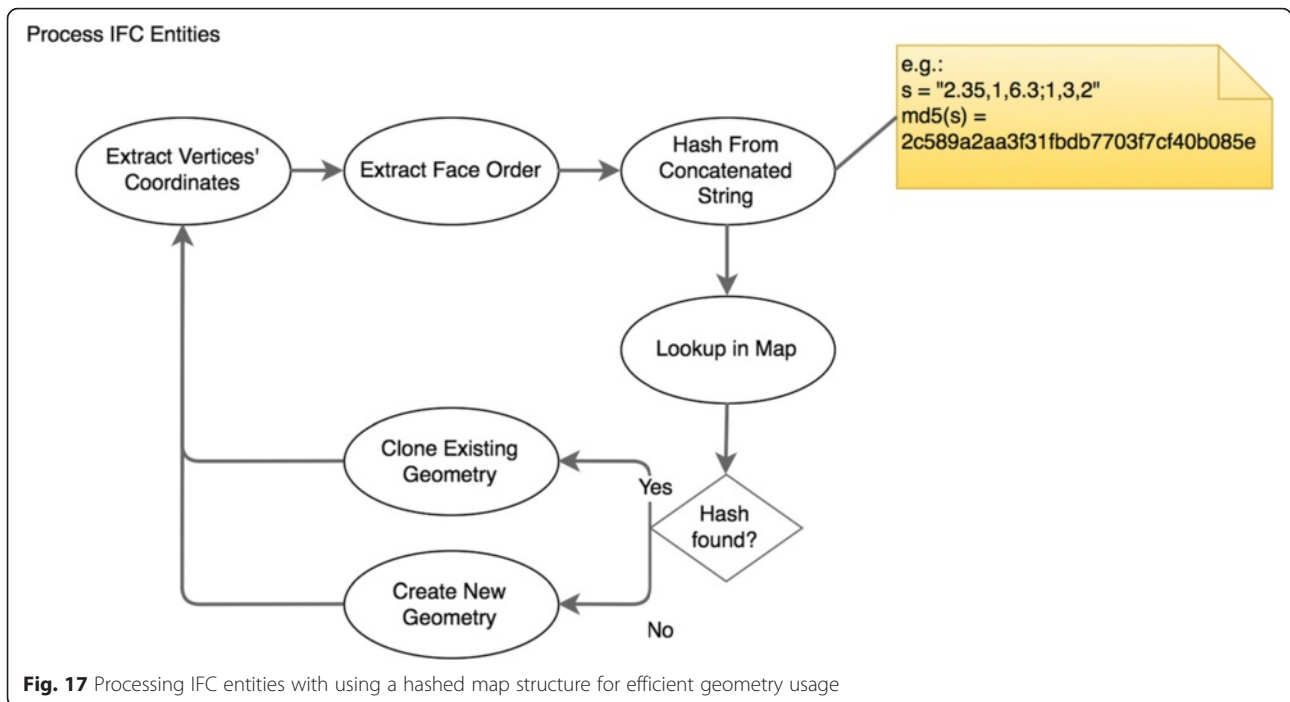 Process IFC Entities
e.g.:
s = "2.35,1,6.3;1,3,2"
md5(s) =
2c589a2aa3f31fbdb7703f7cf40b085e
Extract Vertices'
Coordinates
Extract Face Order
Hash From
Concatenated
String
Lookup in Map
Clone Existing
Geometry
Yes
Hash
found?
Create New
Geometry
No
Fig. 17 Processing IFC entities with using a hashed map structure for efficient geometry usage